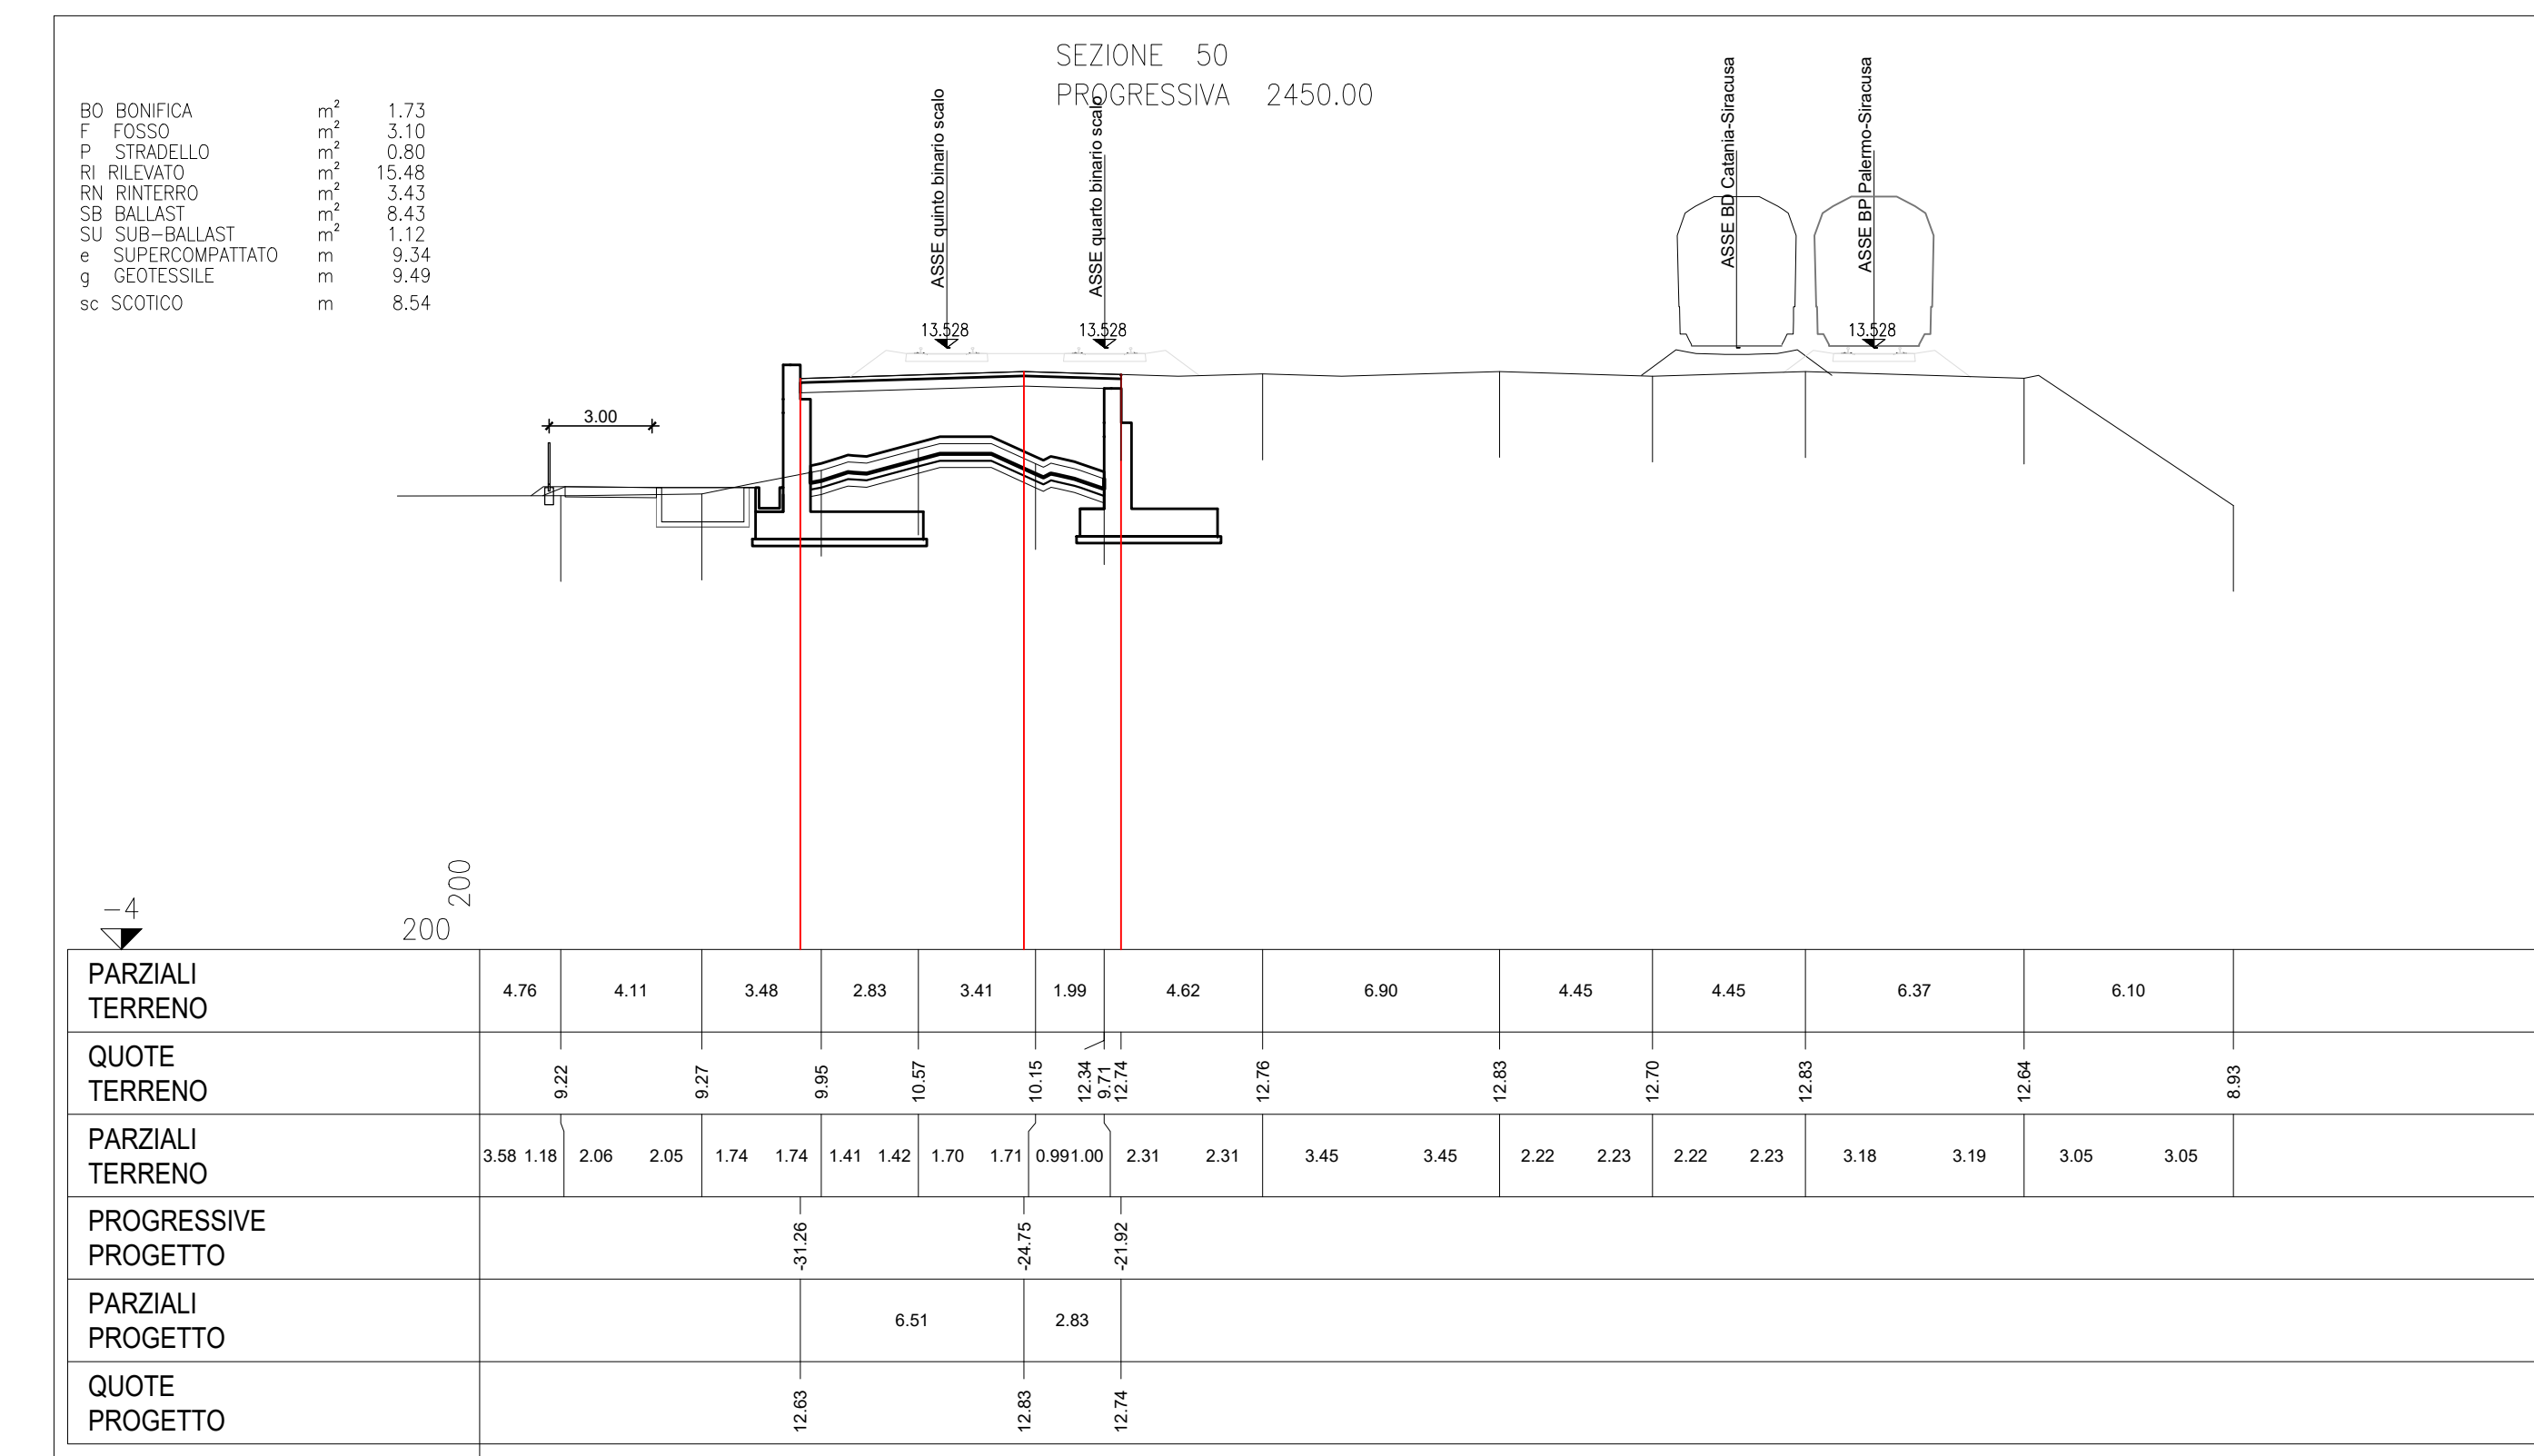 SEZIONE 50
PROGRESSIVA 2450.00
BO BONIFICA m² 1.73
F FOSSO m² 3.10
P STRADELLO m² 0.80
RI RILEVATO m² 15.48
RN RINTERRO m² 3.43
SB BALLAST m² 8.43
SU SUB-BALLAST m² 1.12
e SUPERCOMPATTATO m 9.34
g GEOTESSILE m 9.49
sc SCOTICO m 8.54
ASSE quinto binario scalo
ASSE quarto binario scalo
ASSE BD Catania-Siracusa
ASSE BP Palermo-Siracusa
13.528 13.528 13.528
3.00
200
-4
200
PARZIALI
TERRENO
4.76 4.11 3.48 2.83 3.41 1.99 4.62 6.90 4.45 4.45 6.37 6.10
QUOTE
TERRENO
9.22 9.27 9.95 10.57 10.15 12.34 9.71 12.74 12.76 12.83 12.70 12.83 12.64 8.93
PARZIALI
TERRENO
3.58 1.18 2.06 2.05 1.74 1.74 1.41 1.42 1.70 1.71 0.99 1.00 2.31 2.31 3.45 3.45 2.22 2.23 2.22 2.23 3.18 3.19 3.05 3.05
PROGRESSIVE
PROGETTO
-31.26 -24.75 -21.92
PARZIALI
PROGETTO
6.51 2.83
QUOTE
PROGETTO
12.63 12.83 12.74